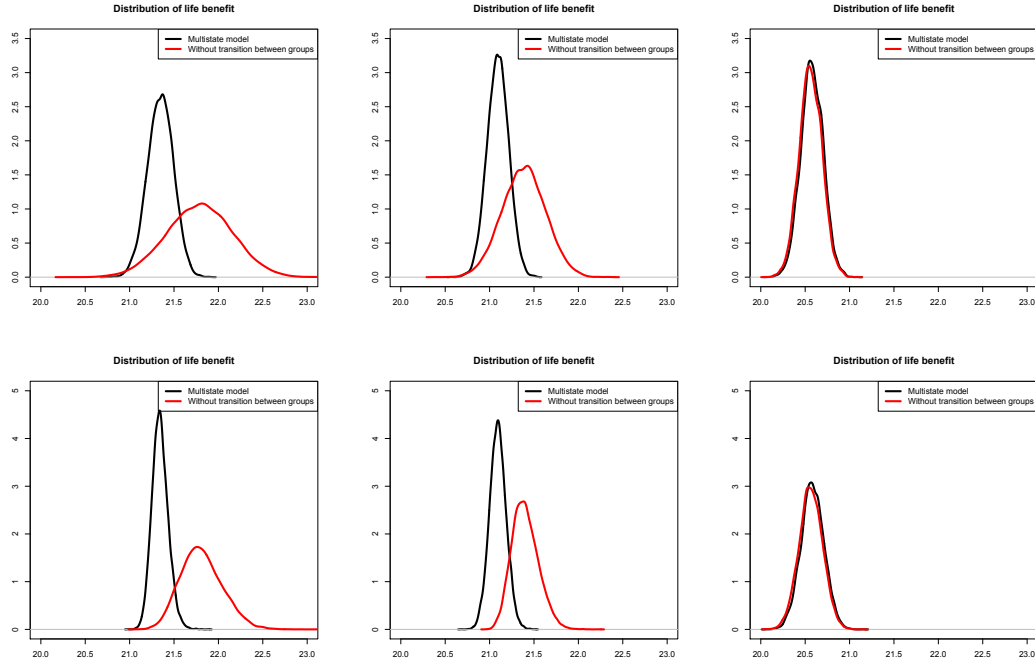 Distribution of life benefit
Multistate model
Without transition between groups
3.5
3.0
2.5
2.0
1.5
1.0
0.5
0.0
20.0 20.5 21.0 21.5 22.0 22.5 23.0
Distribution of life benefit
Multistate model
Without transition between groups
3.5
3.0
2.5
2.0
1.5
1.0
0.5
0.0
20.0 20.5 21.0 21.5 22.0 22.5 23.0
Distribution of life benefit
Multistate model
Without transition between groups
3.5
3.0
2.5
2.0
1.5
1.0
0.5
0.0
20.0 20.5 21.0 21.5 22.0 22.5 23.0
Distribution of life benefit
Multistate model
Without transition between groups
5
4
3
2
1
0
20.0 20.5 21.0 21.5 22.0 22.5 23.0
Distribution of life benefit
Multistate model
Without transition between groups
5
4
3
2
1
0
20.0 20.5 21.0 21.5 22.0 22.5 23.0
Distribution of life benefit
Multistate model
Without transition between groups
5
4
3
2
1
0
20.0 20.5 21.0 21.5 22.0 22.5 23.0